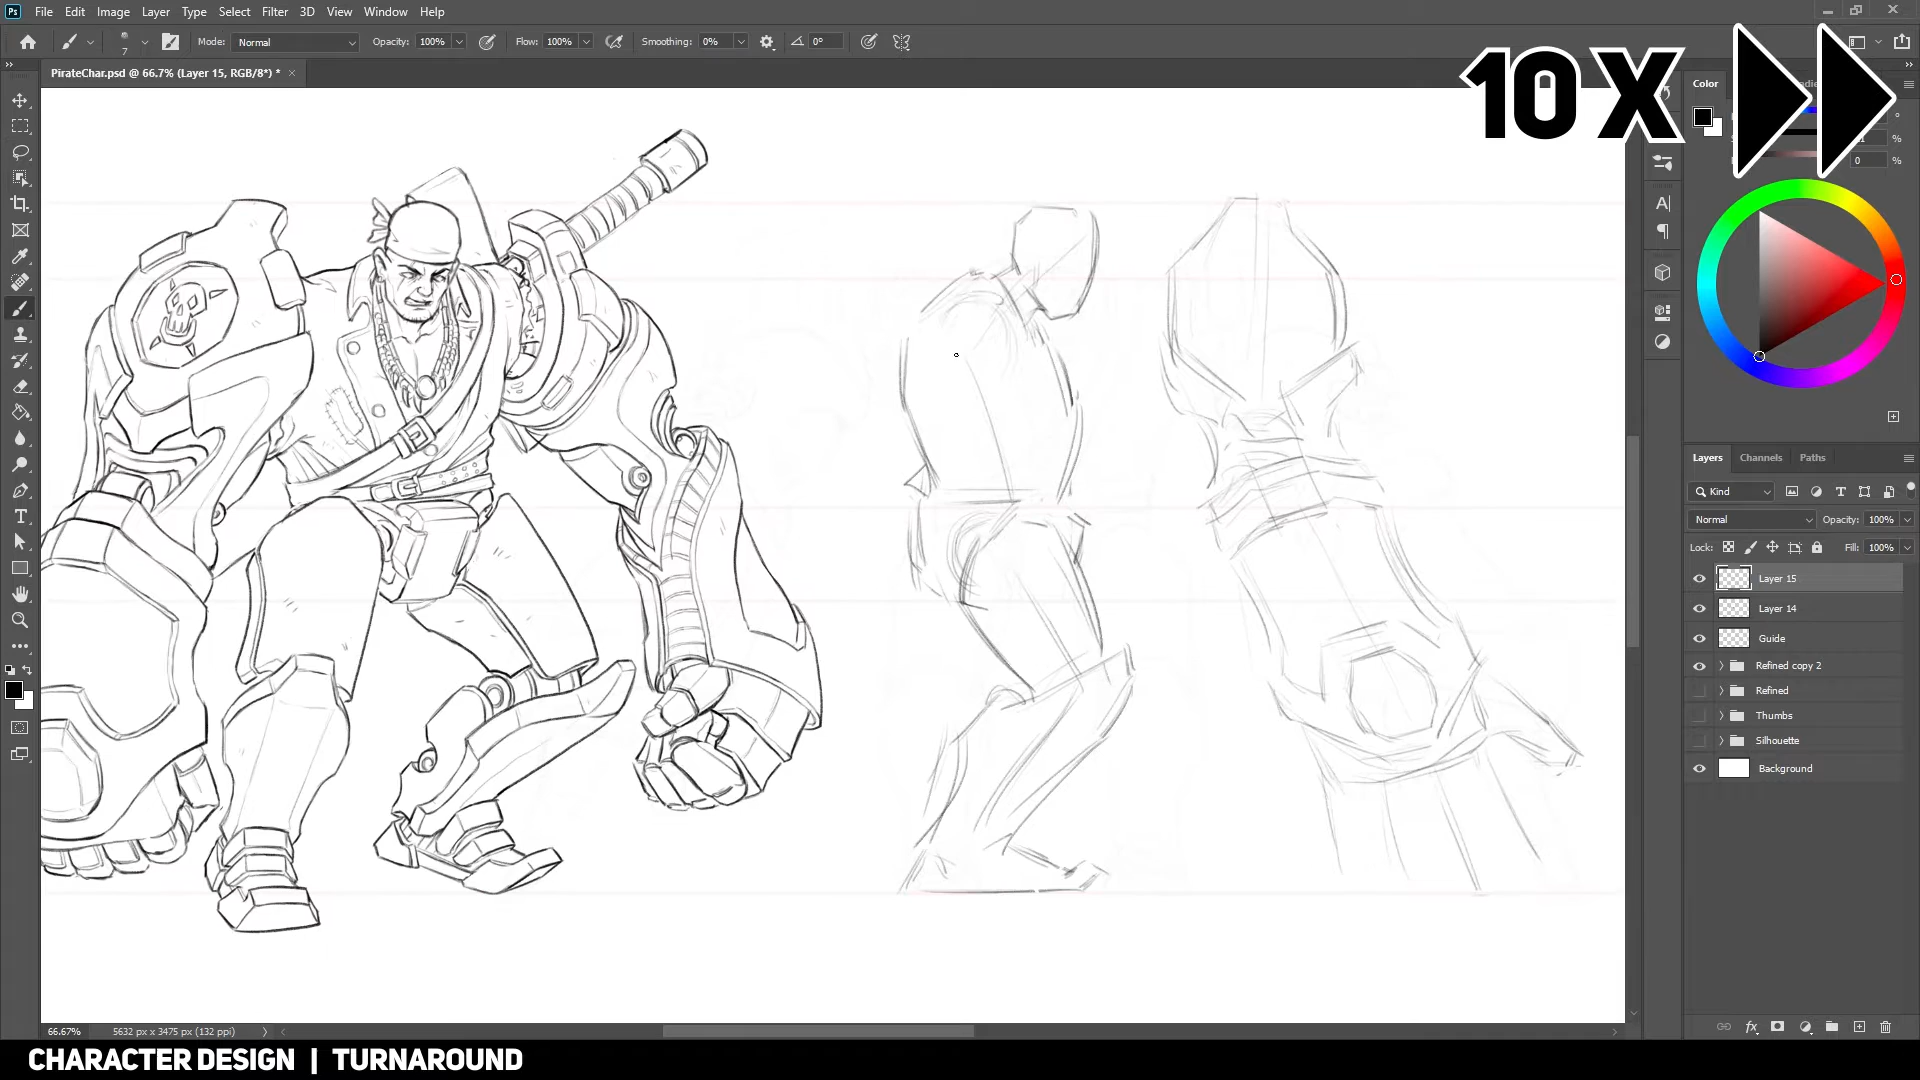 Ps File Edit Image Layer Type Select Filter 3D View Window Help
7 Mode: Normal Opacity: 100% Flow: 100% Smoothing: 0% 0°
PirateChar.psd @ 66.7% (Layer 15, RGB/8*) * ×
10X
Color
%
0 %
Layers Channels Paths
Kind
Normal Opacity: 100%
Lock: Fill: 100%
Layer 15
Layer 14
Guide
Refined copy 2
Refined
Thumbs
Silhouette
Background
66.67% 5632 px x 3475 px (132 ppi)
CHARACTER DESIGN | TURNAROUND